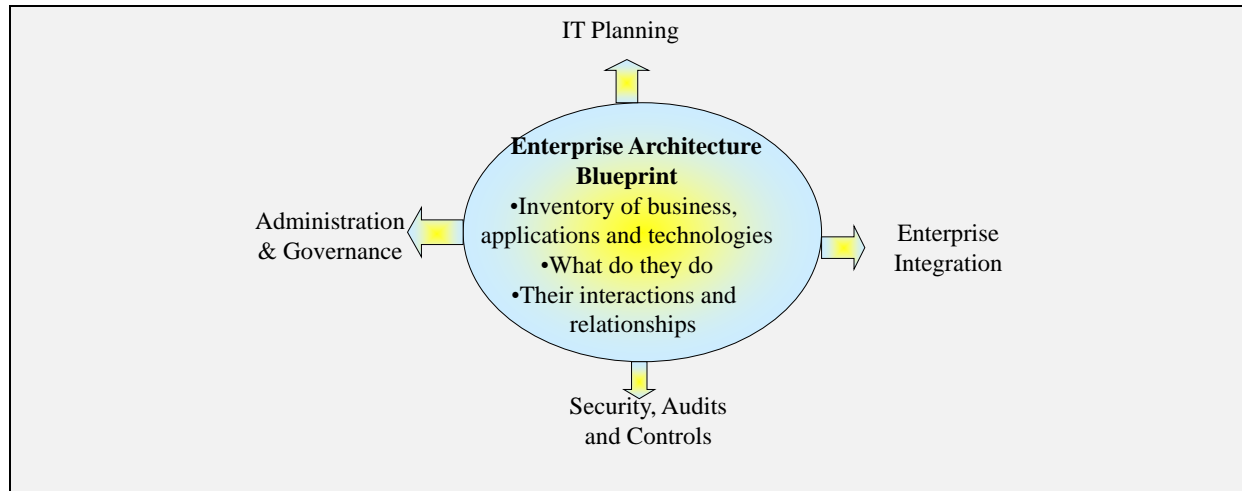 IT Planning
Enterprise Architecture
Blueprint
•Inventory of business,
applications and technologies
•What do they do
•Their interactions and
relationships
Administration
& Governance
Enterprise
Integration
Security, Audits
and Controls